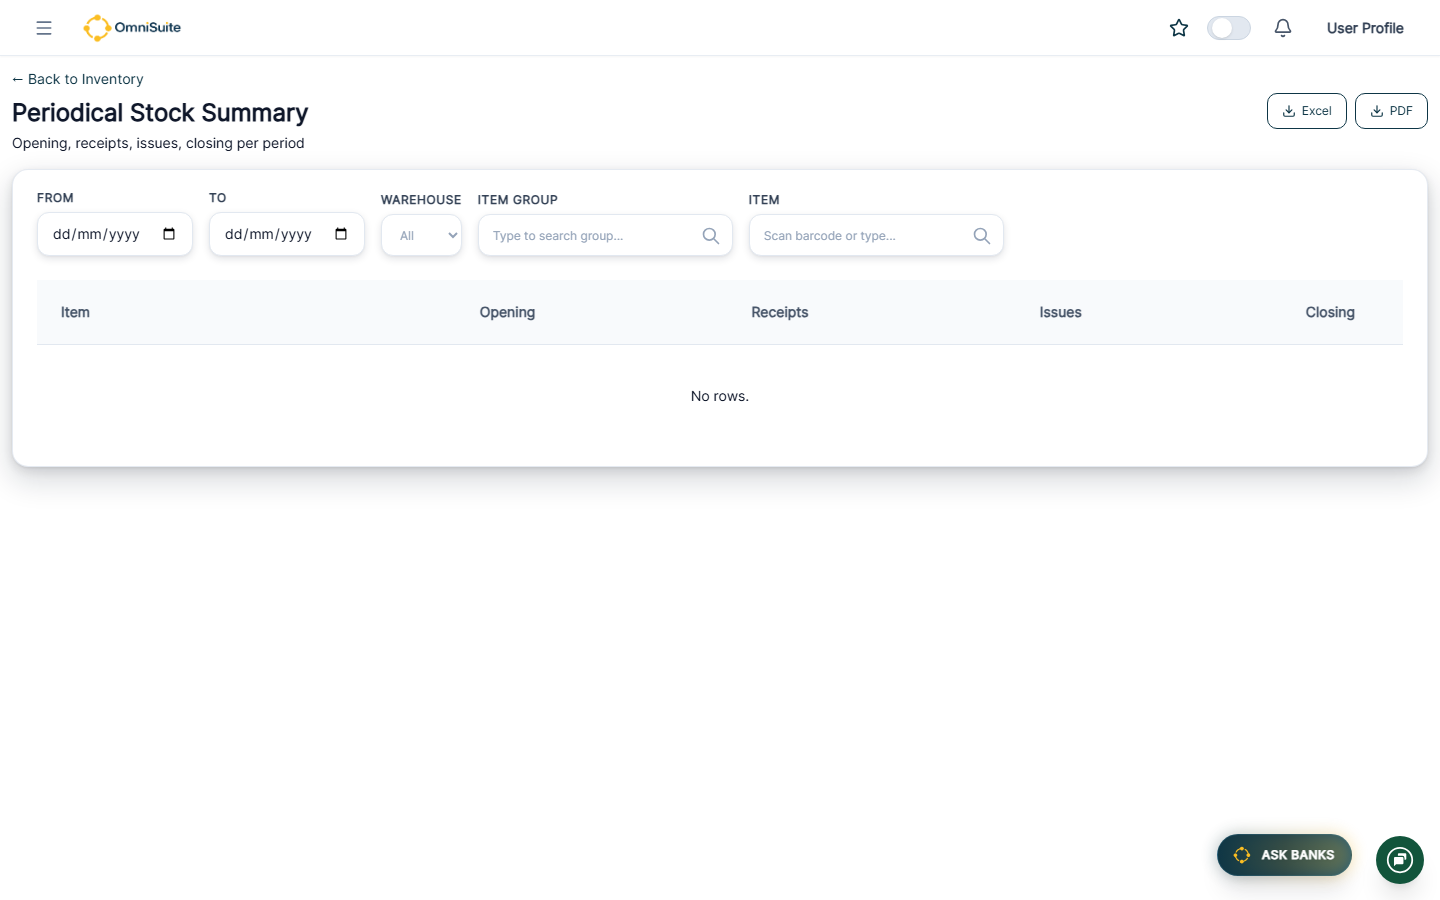 OmniSuite
User Profile
← Back to Inventory
Periodical Stock Summary
Opening, receipts, issues, closing per period
Excel
PDF
FROM
TO
WAREHOUSE
ITEM GROUP
ITEM
dd/mm/yyyy
dd/mm/yyyy
All
Type to search group...
Scan barcode or type...
Item Opening Receipts Issues Closing
No rows.
ASK BANKS